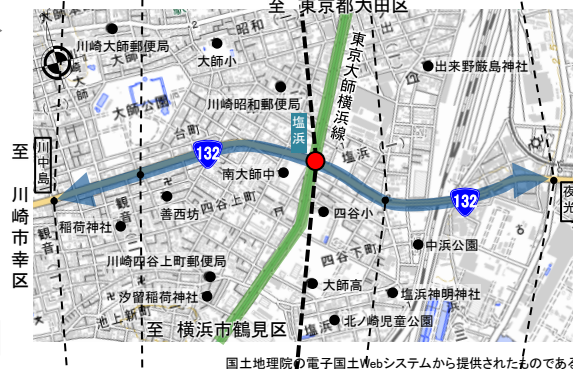 至 東京都大田区
昭和
出
川崎大師郵便局
大師小
出来野厳島神社
大師公園
川崎昭和郵便局
東京大師横浜線
台町
塩浜
塩浜(一)
132
川中島
至 川崎市幸区
南大師中
132
夜光
観音
善西坊
四谷上町
四谷小
稲荷神社
観音
中浜公園
川崎四谷上町郵便局
四谷下町
汐留稲荷神社
大師高
塩浜神明神社
池上新町
至 横浜市鶴見区
北ノ崎児童公園
国土地理院の電子国土Webシステムから提供されたものである